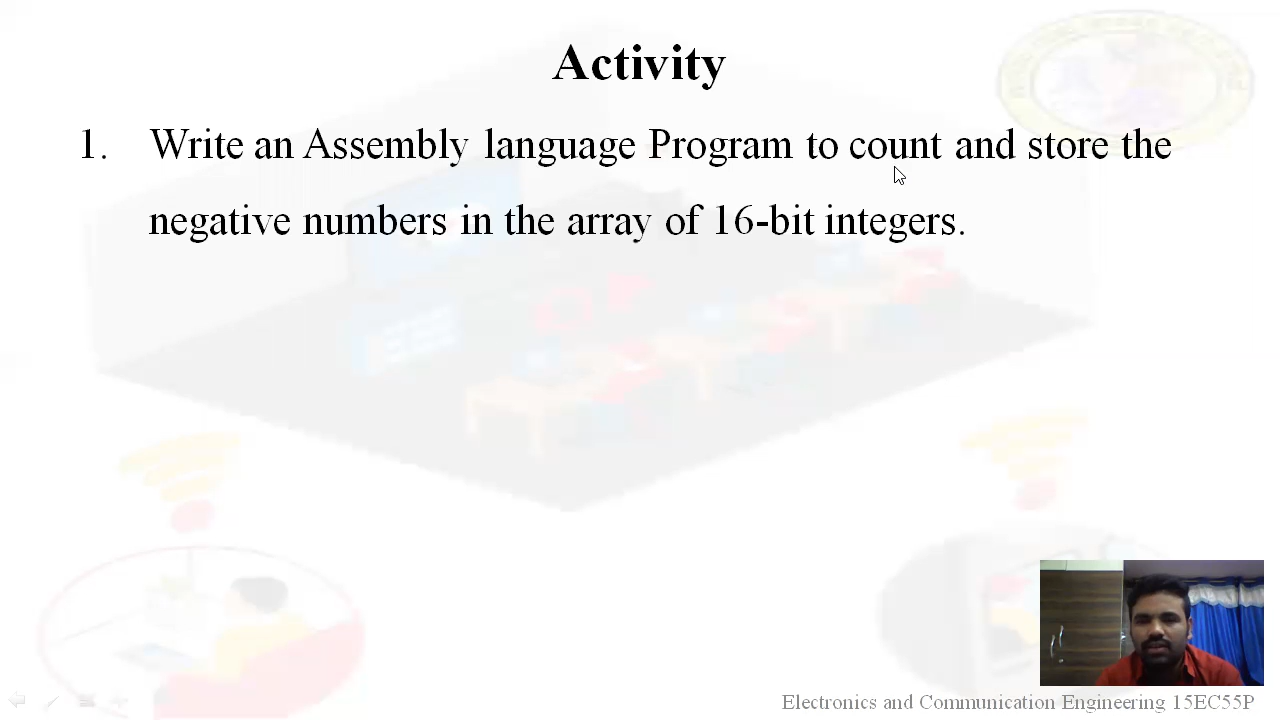 Activity
1. Write an Assembly language Program to count and store the
negative numbers in the array of 16-bit integers.
Electronics and Communication Engineering 15EC55P